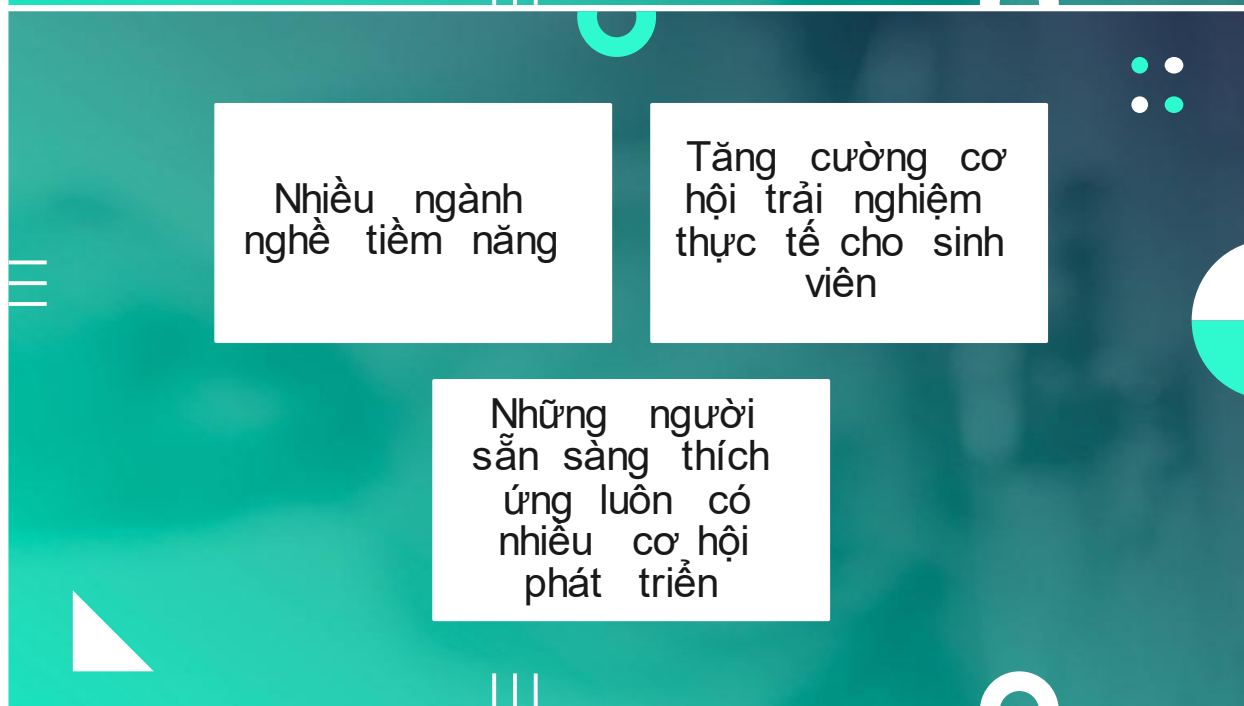 Nhiều ngành
nghề tiềm năng
Tăng cường cơ
hội trải nghiệm
thực tế cho sinh
viên
Những người
sẵn sàng thích
ứng luôn có
nhiều cơ hội
phát triển